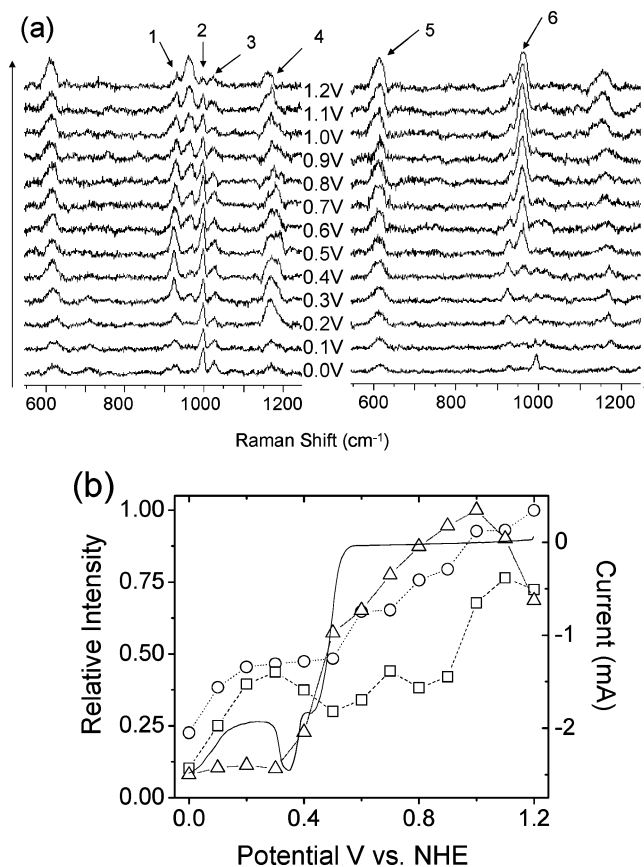 (a)
1 2 3 4 5 6
1.2V
1.1V
1.0V
0.9V
0.8V
0.7V
0.6V
0.5V
0.4V
0.3V
0.2V
0.1V
0.0V
600 800 1000 1200 600 800 1000 1200
Raman Shift (cm⁻¹)
(b)
1.00
0.75
0.50
0.25
0.00
Relative Intensity
0
-1
-2
Current (mA)
0.0 0.4 0.8 1.2
Potential V vs. NHE